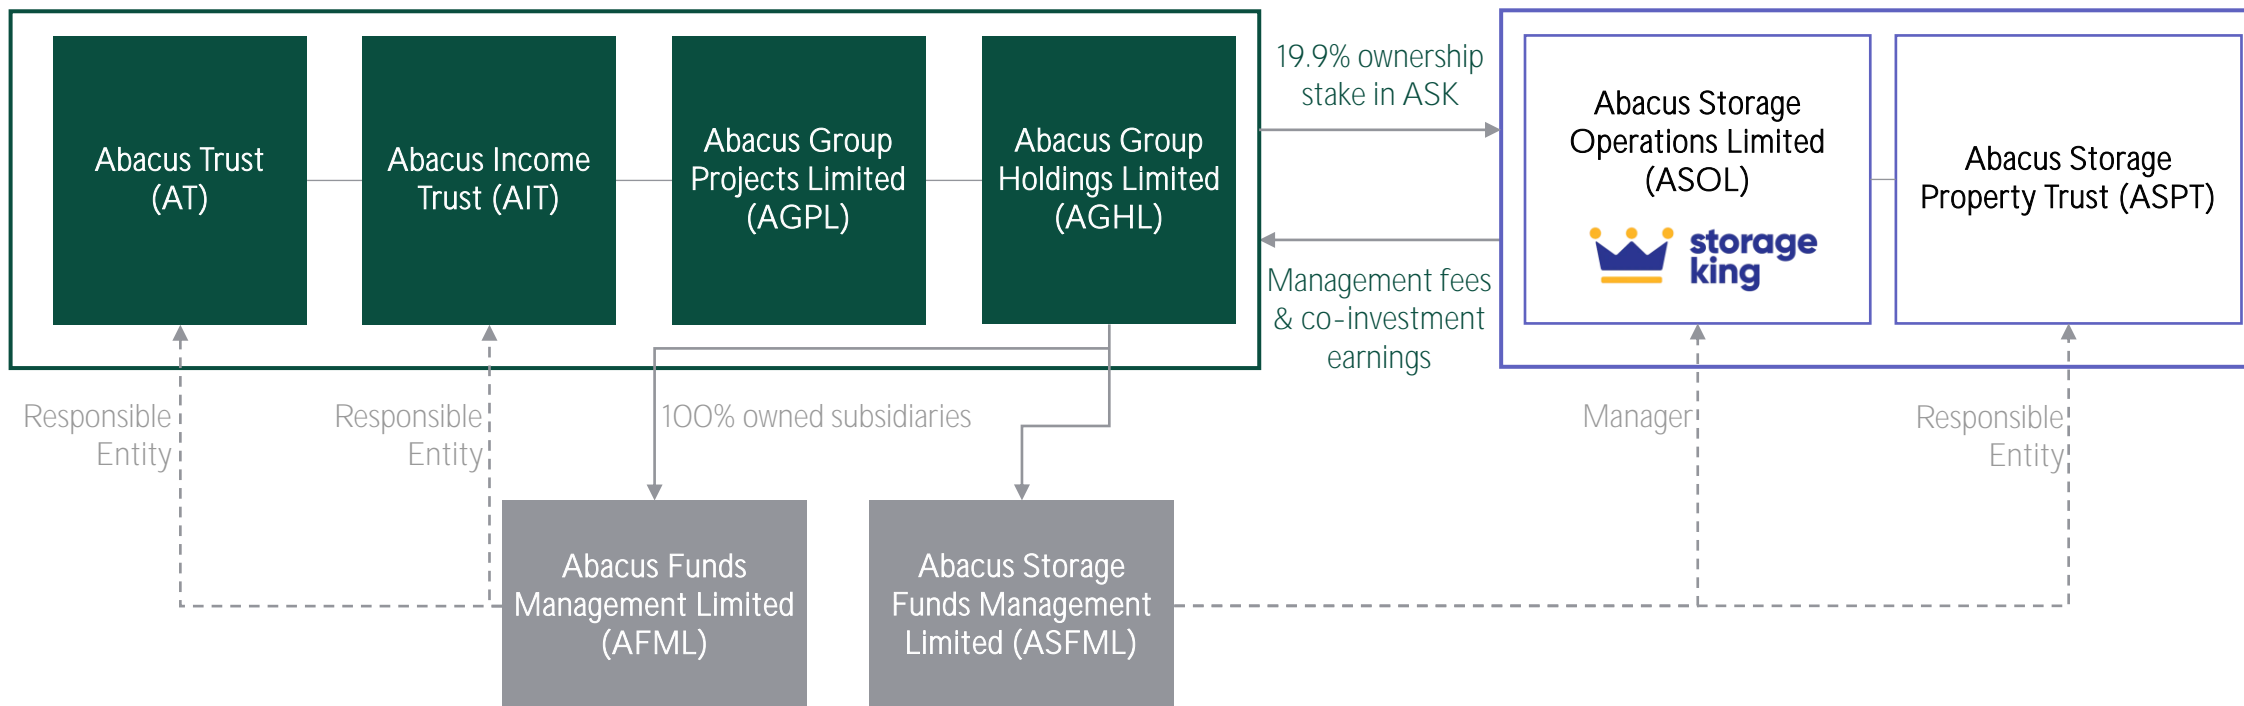 Abacus Trust
(AT)
Abacus Income
Trust (AIT)
Abacus Group
Projects Limited
(AGPL)
Abacus Group
Holdings Limited
(AGHL)
19.9% ownership
stake in ASK
Management fees
& co-investment
earnings
Abacus Storage
Operations Limited
(ASOL)
storage
king
Abacus Storage
Property Trust (ASPT)
Responsible
Entity
Responsible
Entity
100% owned subsidiaries
Manager
Responsible
Entity
Abacus Funds
Management Limited
(AFML)
Abacus Storage
Funds Management
Limited (ASFML)